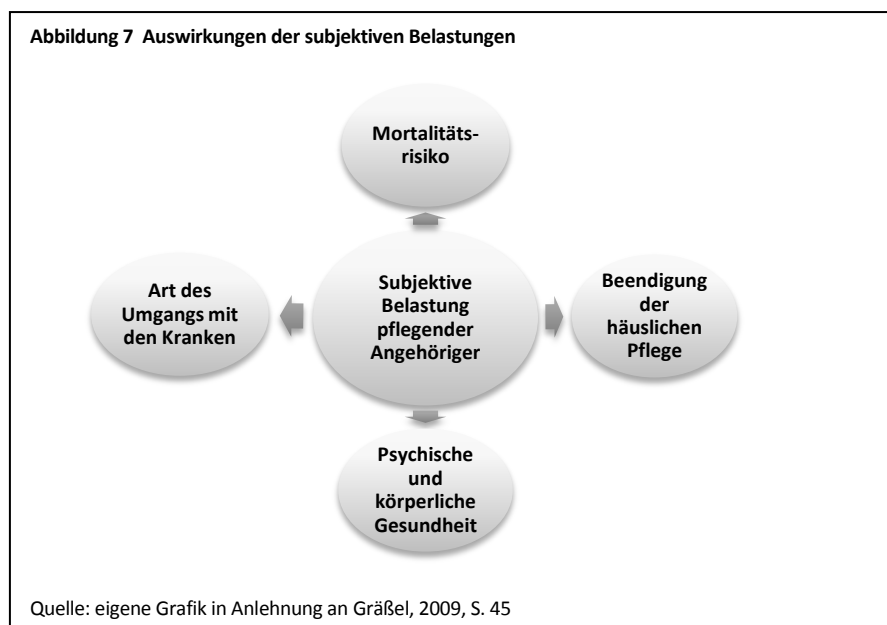 Abbildung 7 Auswirkungen der subjektiven Belastungen
Mortalitäts-
risiko
Art des
Umgangs mit
den Kranken
Subjektive
Belastung
pflegender
Angehöriger
Beendigung
der
häuslichen
Pflege
Psychische
und
körperliche
Gesundheit
Quelle: eigene Grafik in Anlehnung an Gräßel, 2009, S. 45